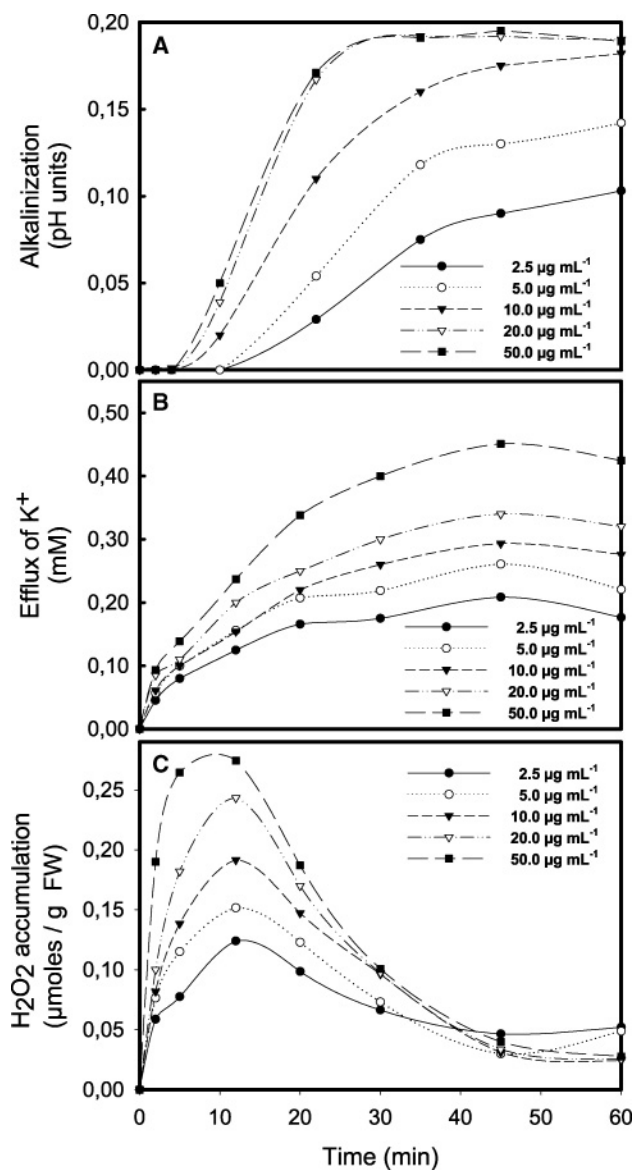 A
0,20
0,15
0,10
0,05
0,00
Alkalinization
(pH units)
2.5 µg mL⁻¹
5.0 µg mL⁻¹
10.0 µg mL⁻¹
20.0 µg mL⁻¹
50.0 µg mL⁻¹
B
0,50
0,40
0,30
0,20
0,10
0,00
Efflux of K⁺
(mM)
2.5 µg mL⁻¹
5.0 µg mL⁻¹
10.0 µg mL⁻¹
20.0 µg mL⁻¹
50.0 µg mL⁻¹
C
0,25
0,20
0,15
0,10
0,05
0,00
H2O2 accumulation
(µmoles / g FW)
2.5 µg mL⁻¹
5.0 µg mL⁻¹
10.0 µg mL⁻¹
20.0 µg mL⁻¹
50.0 µg mL⁻¹
0 10 20 30 40 50 60
Time (min)